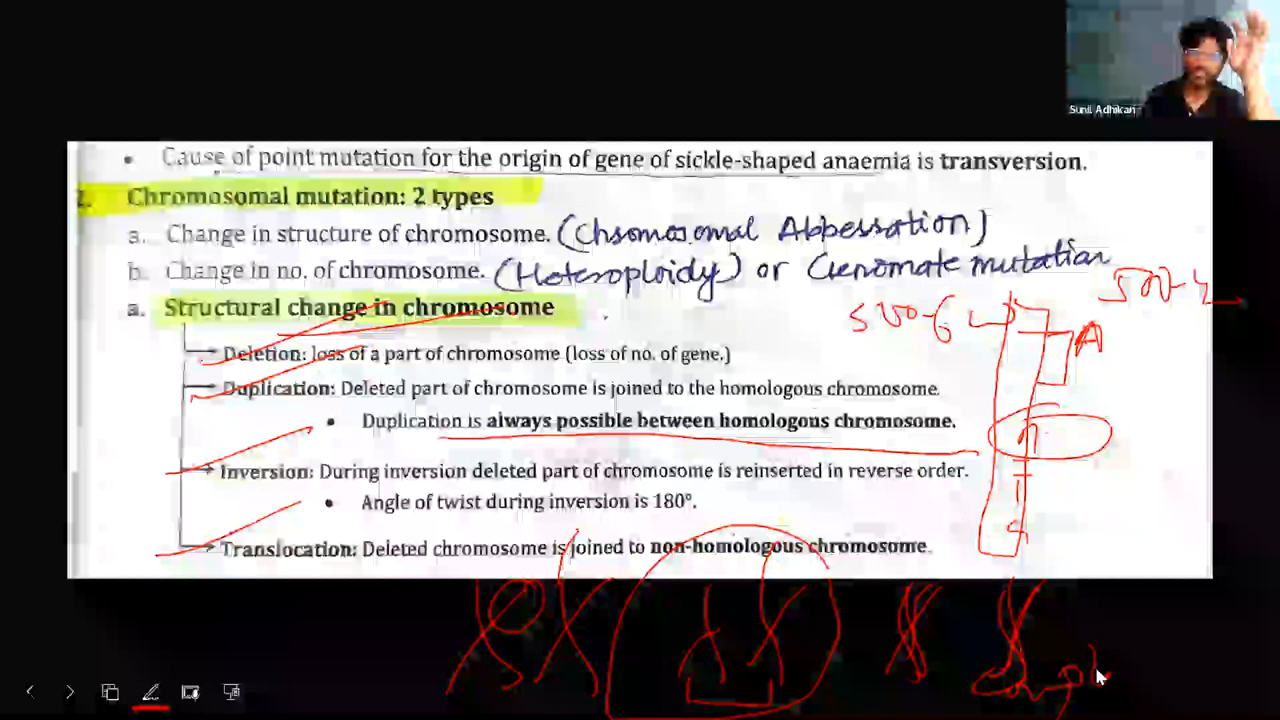 Sunil Adhikari
• Cause of point mutation for the origin of gene of sickle-shaped anaemia is transversion.
Chromosomal mutation: 2 types
a. Change in structure of chromosome. (Chromosomal Abberration)
b. Change in no. of chromosome. (Heteroploidy) or Genomate mutation
a. Structural change in chromosome
Deletion: loss of a part of chromosome (loss of no. of gene.)
Duplication: Deleted part of chromosome is joined to the homologous chromosome.
• Duplication is always possible between homologous chromosome.
Inversion: During inversion deleted part of chromosome is reinserted in reverse order.
• Angle of twist during inversion is 180°.
Translocation: Deleted chromosome is joined to non-homologous chromosome.
A